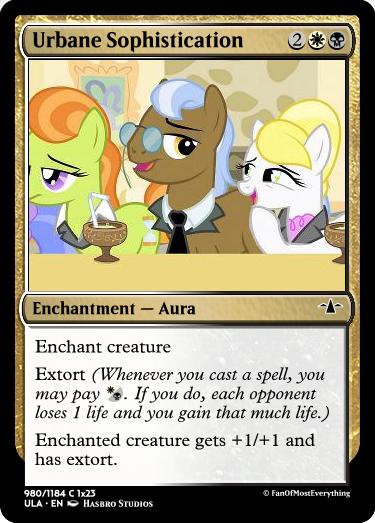 Urbane Sophistication 2
Enchantment — Aura
Enchant creature
Extort (Whenever you cast a spell, you
may pay . If you do, each opponent
loses 1 life and you gain that much life.)
Enchanted creature gets +1/+1 and
has extort.
980/1184 C 1x23
ULA • EN Hasbro Studios
© FanOfMostEverything